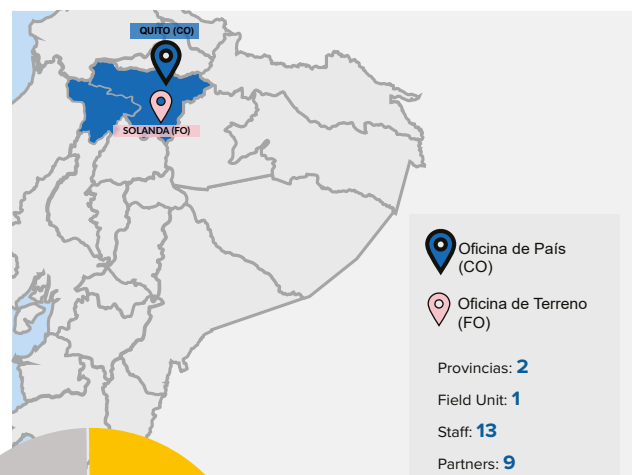 QUITO (CO)
SOLANDA (FO)
Oficina de País
(CO)
Oficina de Terreno
(FO)
Provincias: 2
Field Unit: 1
Staff: 13
Partners: 9